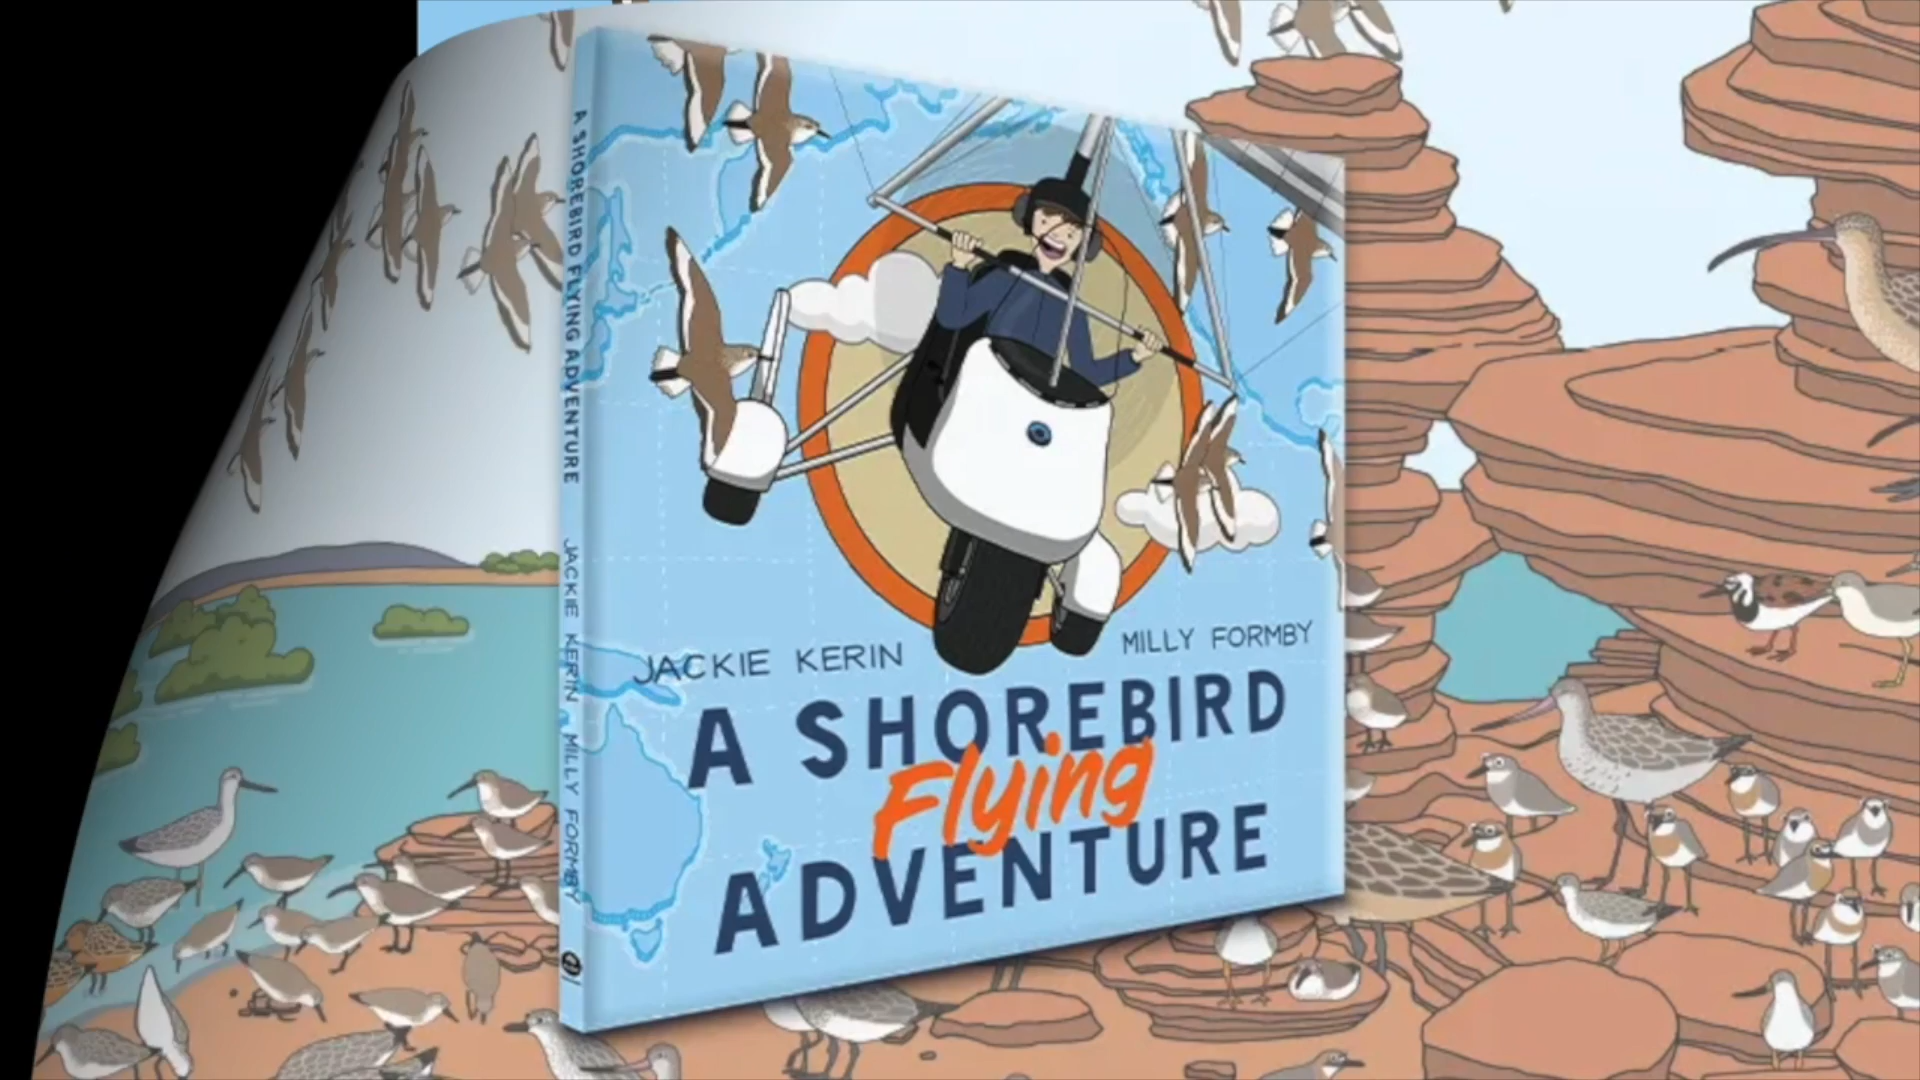 A SHOREBIRD FLYING ADVENTURE JACKIE KERIN MILLY FORMBY
JACKIE KERIN MILLY FORMBY
A SHOREBIRD
Flying
ADVENTURE